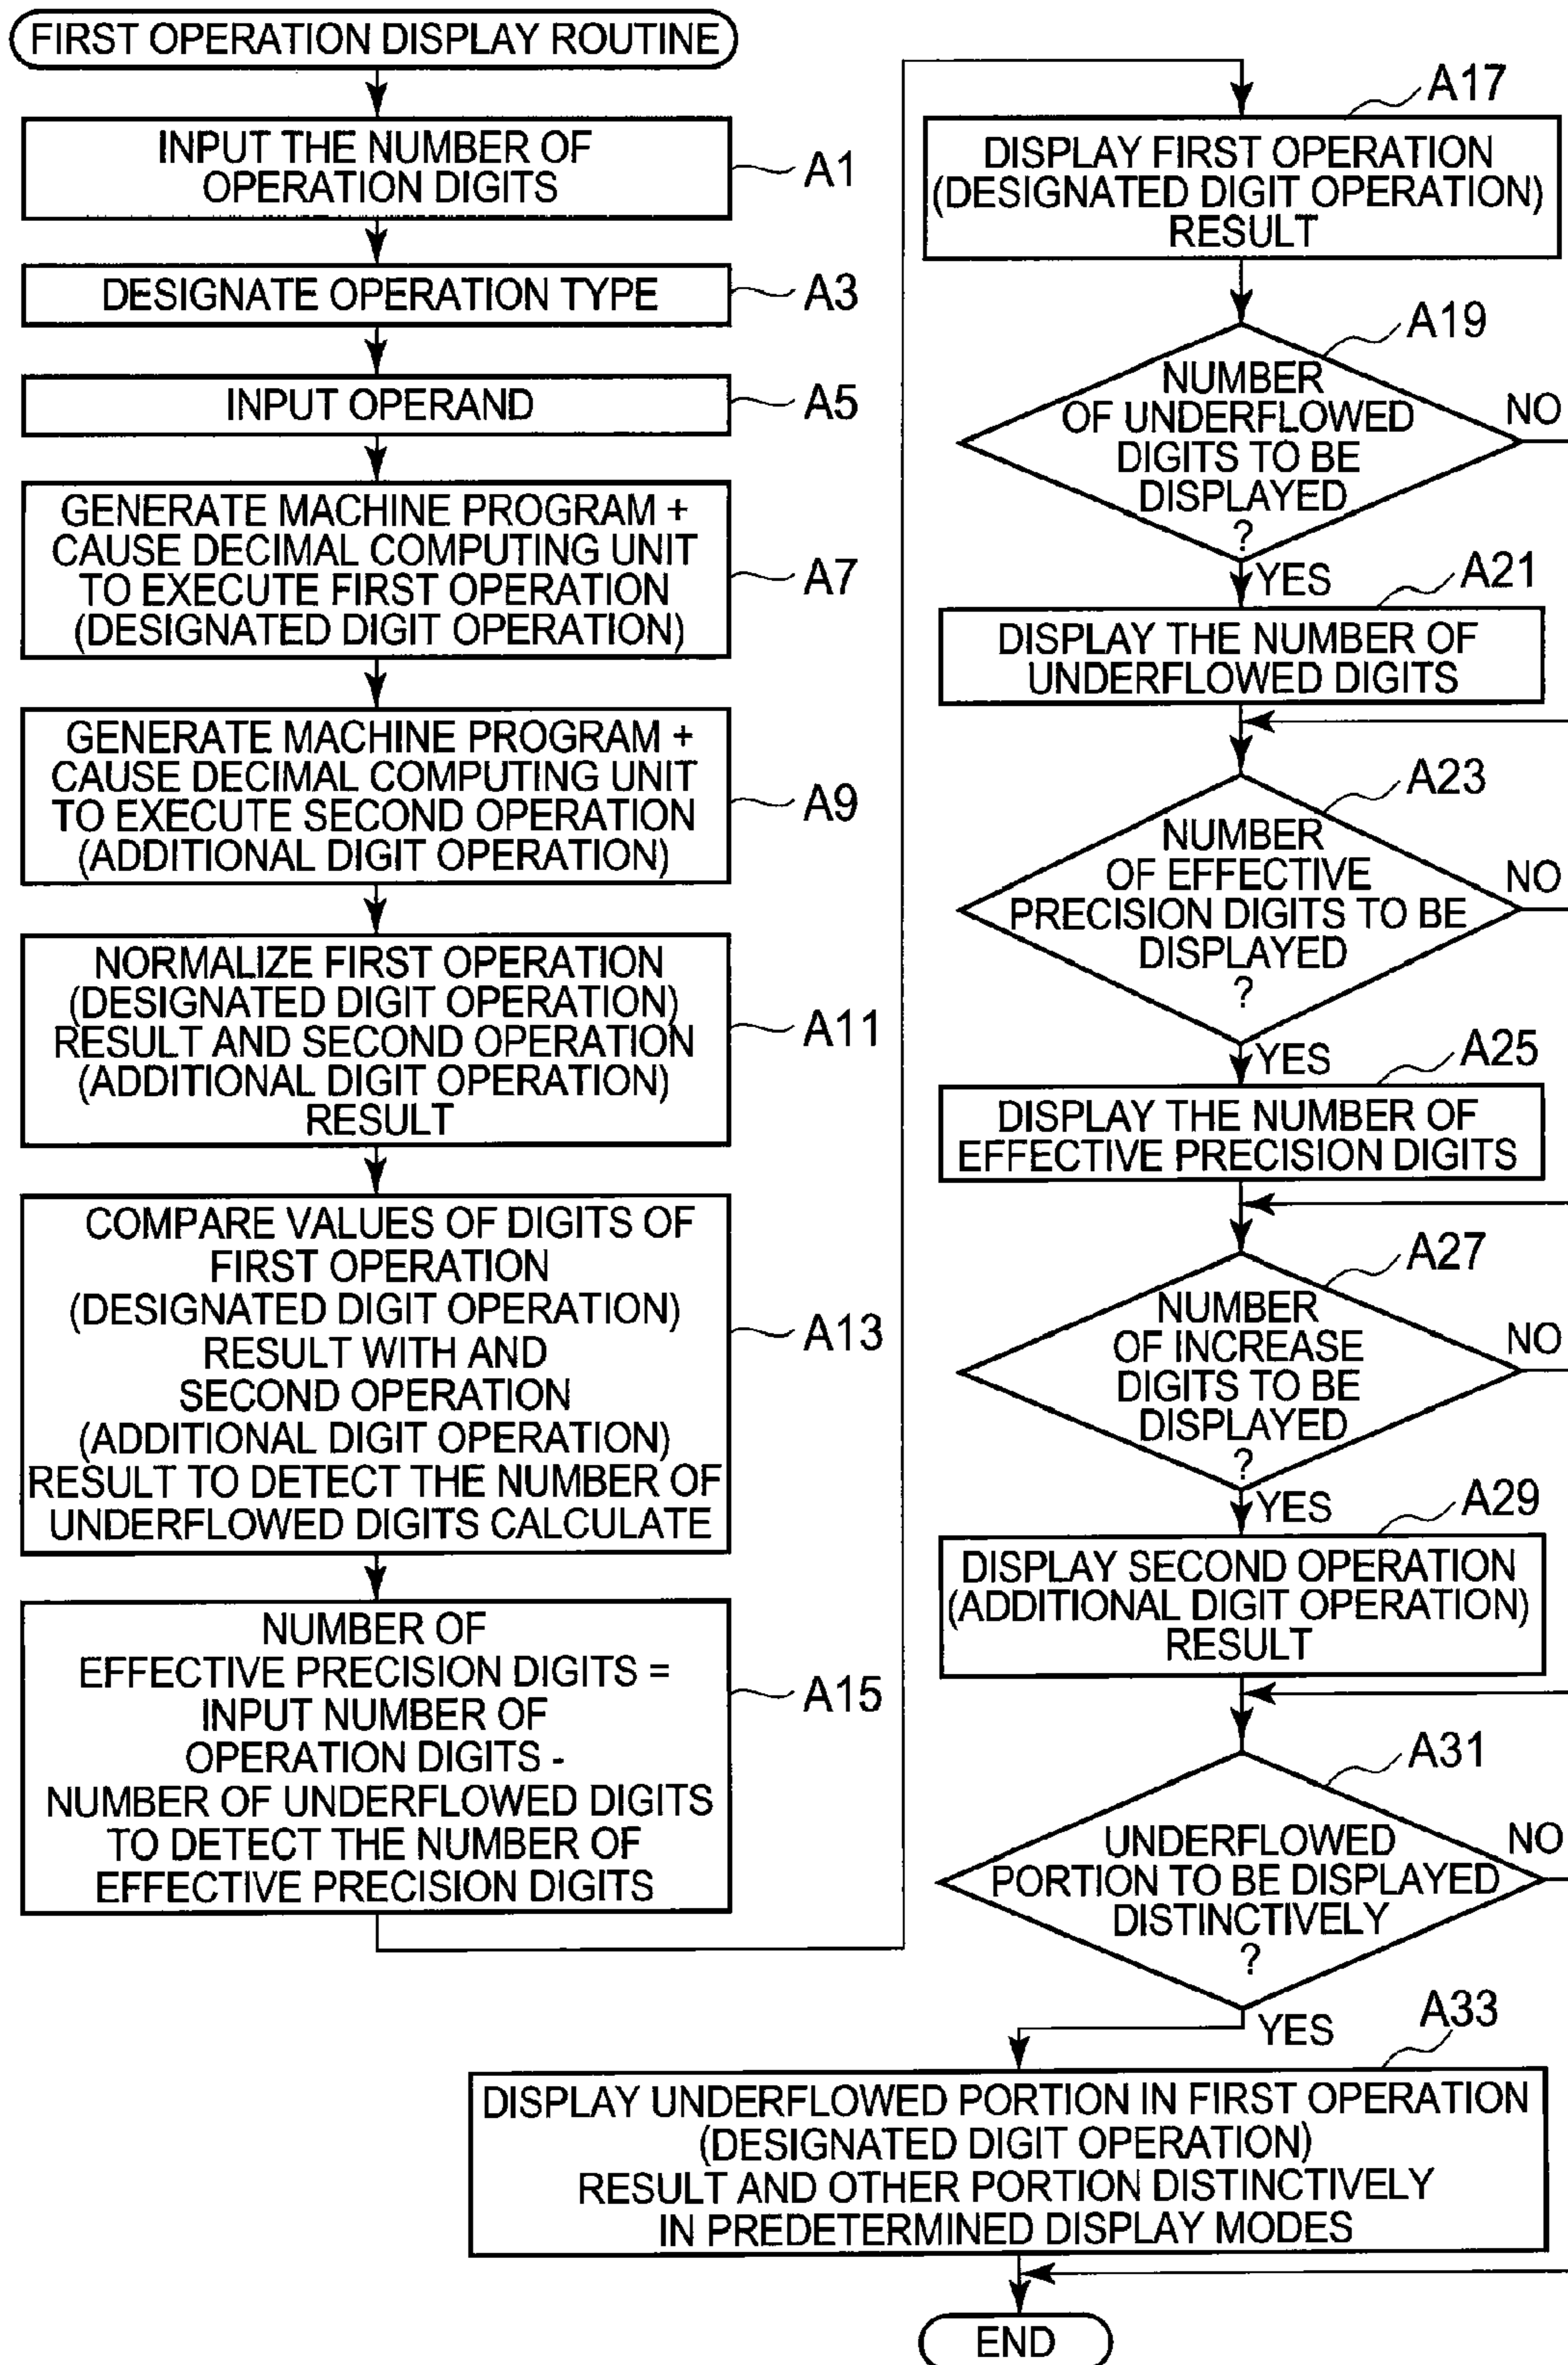 FIRST OPERATION DISPLAY ROUTINE
INPUT THE NUMBER OF
OPERATION DIGITS
A1
DESIGNATE OPERATION TYPE
A3
INPUT OPERAND
A5
GENERATE MACHINE PROGRAM +
CAUSE DECIMAL COMPUTING UNIT
TO EXECUTE FIRST OPERATION
(DESIGNATED DIGIT OPERATION)
A7
GENERATE MACHINE PROGRAM +
CAUSE DECIMAL COMPUTING UNIT
TO EXECUTE SECOND OPERATION
(ADDITIONAL DIGIT OPERATION)
A9
NORMALIZE FIRST OPERATION
(DESIGNATED DIGIT OPERATION)
RESULT AND SECOND OPERATION
(ADDITIONAL DIGIT OPERATION)
RESULT
A11
COMPARE VALUES OF DIGITS OF
FIRST OPERATION
(DESIGNATED DIGIT OPERATION)
RESULT WITH AND
SECOND OPERATION
(ADDITIONAL DIGIT OPERATION)
RESULT TO DETECT THE NUMBER OF
UNDERFLOWED DIGITS CALCULATE
A13
NUMBER OF
EFFECTIVE PRECISION DIGITS =
INPUT NUMBER OF
OPERATION DIGITS -
NUMBER OF UNDERFLOWED DIGITS
TO DETECT THE NUMBER OF
EFFECTIVE PRECISION DIGITS
A15
A17
DISPLAY FIRST OPERATION
(DESIGNATED DIGIT OPERATION)
RESULT
A19
NUMBER
OF UNDERFLOWED
DIGITS TO BE
DISPLAYED
?
NO
YES
A21
DISPLAY THE NUMBER OF
UNDERFLOWED DIGITS
A23
NUMBER
OF EFFECTIVE
PRECISION DIGITS TO BE
DISPLAYED
?
NO
YES
A25
DISPLAY THE NUMBER OF
EFFECTIVE PRECISION DIGITS
A27
NUMBER
OF INCREASE
DIGITS TO BE
DISPLAYED
?
NO
YES
A29
DISPLAY SECOND OPERATION
(ADDITIONAL DIGIT OPERATION)
RESULT
A31
UNDERFLOWED
PORTION TO BE DISPLAYED
DISTINCTIVELY
?
NO
YES
A33
DISPLAY UNDERFLOWED PORTION IN FIRST OPERATION
(DESIGNATED DIGIT OPERATION)
RESULT AND OTHER PORTION DISTINCTIVELY
IN PREDETERMINED DISPLAY MODES
END